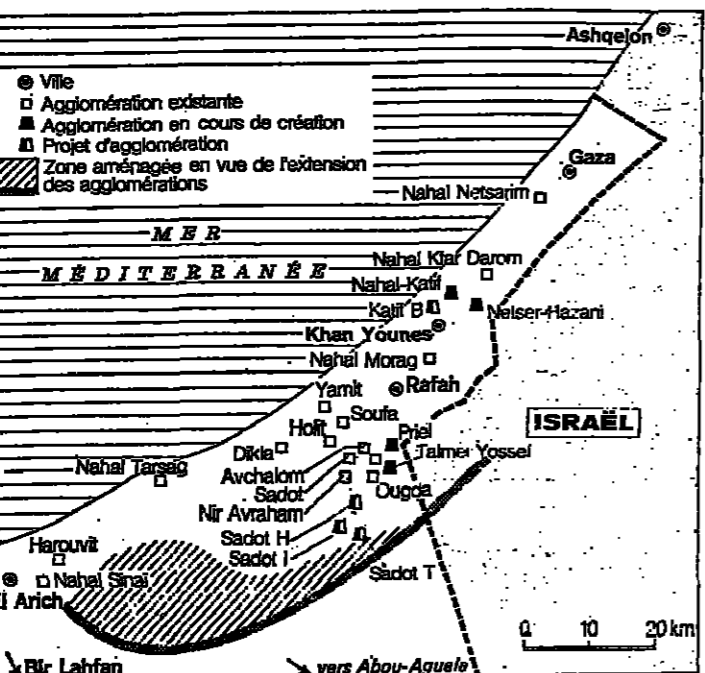 Ashqelon
Ville
Agglomération existante
Agglomération en cours de création
Projet d'agglomération
Zone aménagée en vue de l'extension
des agglomérations
Gaza
Nahal Netsarim
MER
MÉDITERRANÉE
Nahal Kfar Darom
Nahal-Katif
Katif B
Netser-Hazani
Khan Younes
Nahal Morag
Rafah
Yamit
Soufa
ISRAËL
Holit
Priel
Dikla
Talmei Yossef
Nahal Tarsag
Avchalom
Sadot
Ougda
Nir Avraham
Sadot H
Sadot I
Harouvit
Sadot T
Nahal Sinaï
El Arich
0 10 20 km
Bir Lahfan
vers Abou-Aguela